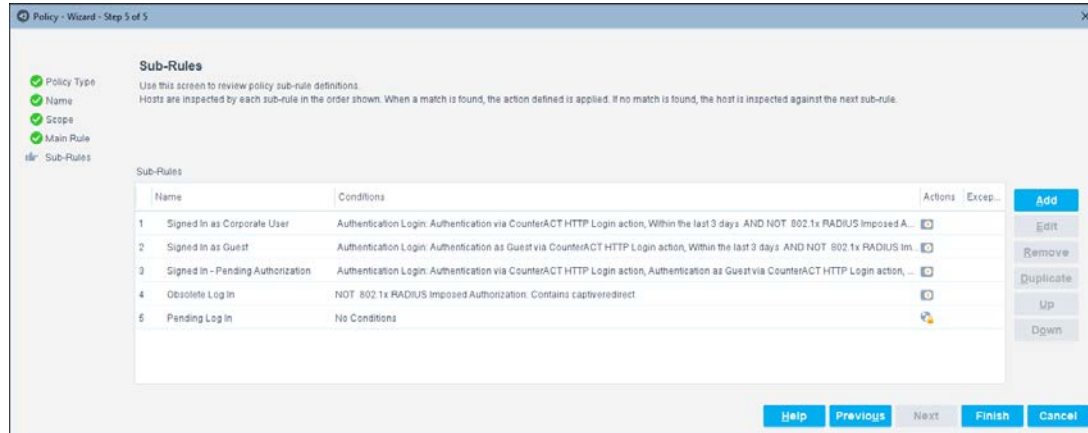 Policy - Wizard - Step 5 of 5
Policy Type
Name
Scope
Main Rule
Sub-Rules
Sub-Rules
Use this screen to review policy sub-rule definitions.
Hosts are inspected by each sub-rule in the order shown. When a match is found, the action defined is applied. If no match is found, the host is inspected against the next sub-rule.
Sub-Rules
Name Conditions Actions Excep...
1 Signed In as Corporate User Authentication Login: Authentication via CounterACT HTTP Login action, Within the last 3 days AND NOT 802.1x RADIUS Imposed A...
2 Signed In as Guest Authentication Login: Authentication as Guest via CounterACT HTTP Login action, Within the last 3 days AND NOT 802.1x RADIUS Im...
3 Signed In - Pending Authorization Authentication Login: Authentication via CounterACT HTTP Login action, Authentication as Guest via CounterACT HTTP Login action, ...
4 Obsolete Log In NOT 802.1x RADIUS Imposed Authorization: Contains captiveredirect
5 Pending Log In No Conditions
Add
Edit
Remove
Duplicate
Up
Down
Help Previous Next Finish Cancel